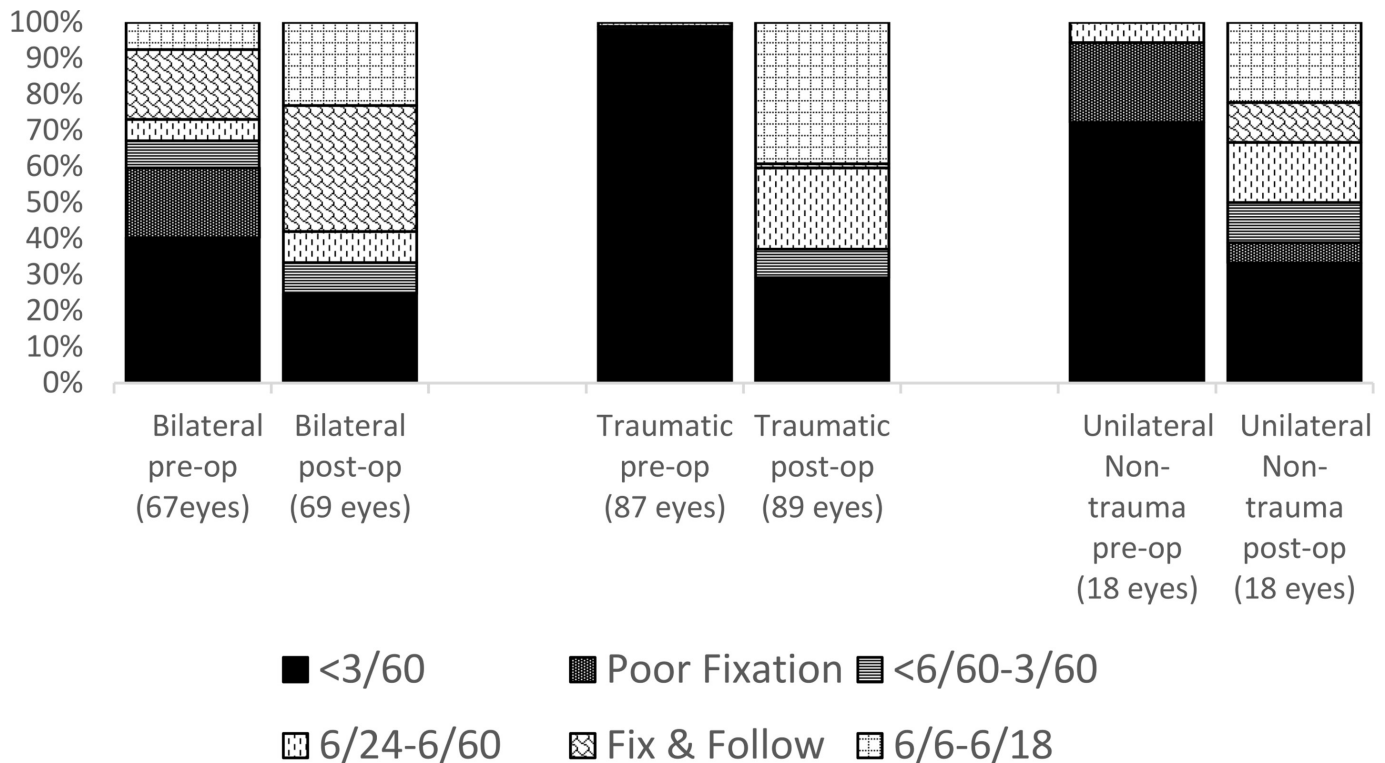 100%
90%
80%
70%
60%
50%
40%
30%
20%
10%
0%
Bilateral
pre-op
(67eyes)
Bilateral
post-op
(69 eyes)
Traumatic
pre-op
(87 eyes)
Traumatic
post-op
(89 eyes)
Unilateral
Non-
trauma
pre-op
(18 eyes)
Unilateral
Non-
trauma
post-op
(18 eyes)
<3/60
Poor Fixation
<6/60-3/60
6/24-6/60
Fix & Follow
6/6-6/18